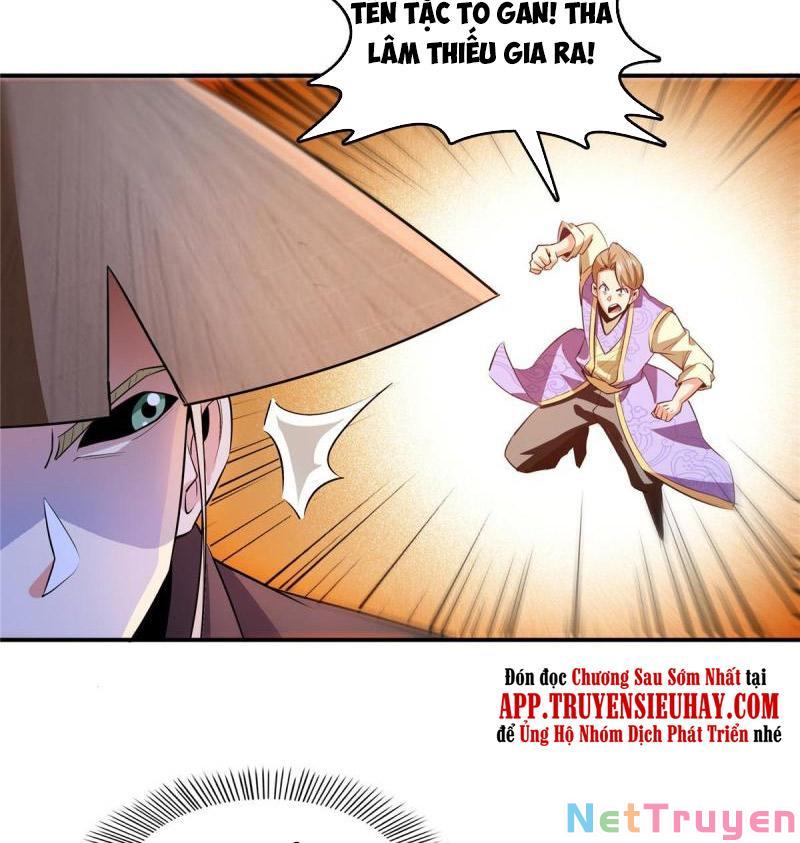 TÊN TẶC TO GAN! THA
LÂM THIẾU GIA RA!
Đón đọc Chương Sau Sớm Nhất tại
APP.TRUYENSIEUHAY.COM
để Ủng Hộ Nhóm Dịch Phát Triển nhé
NetTruyen